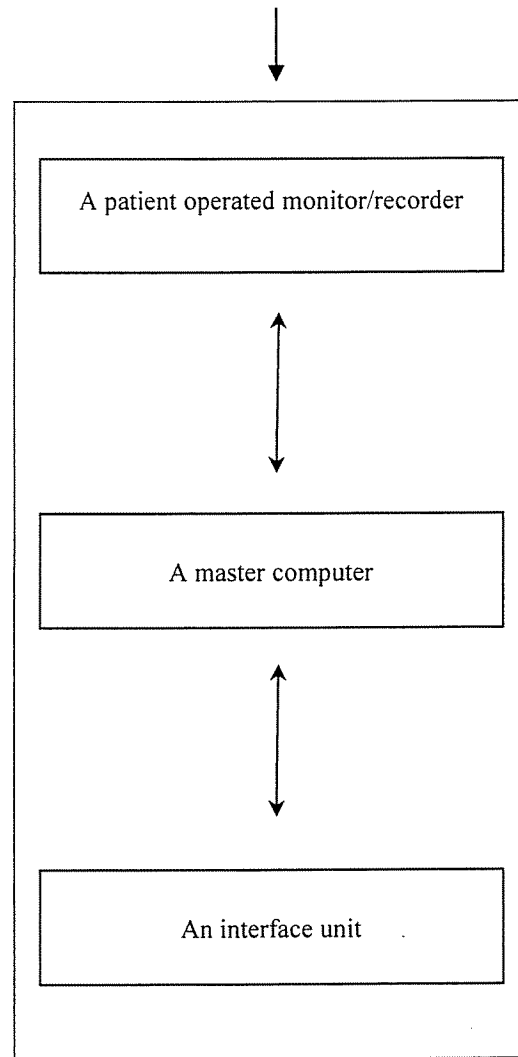 A patient operated monitor/recorder
A master computer
An interface unit